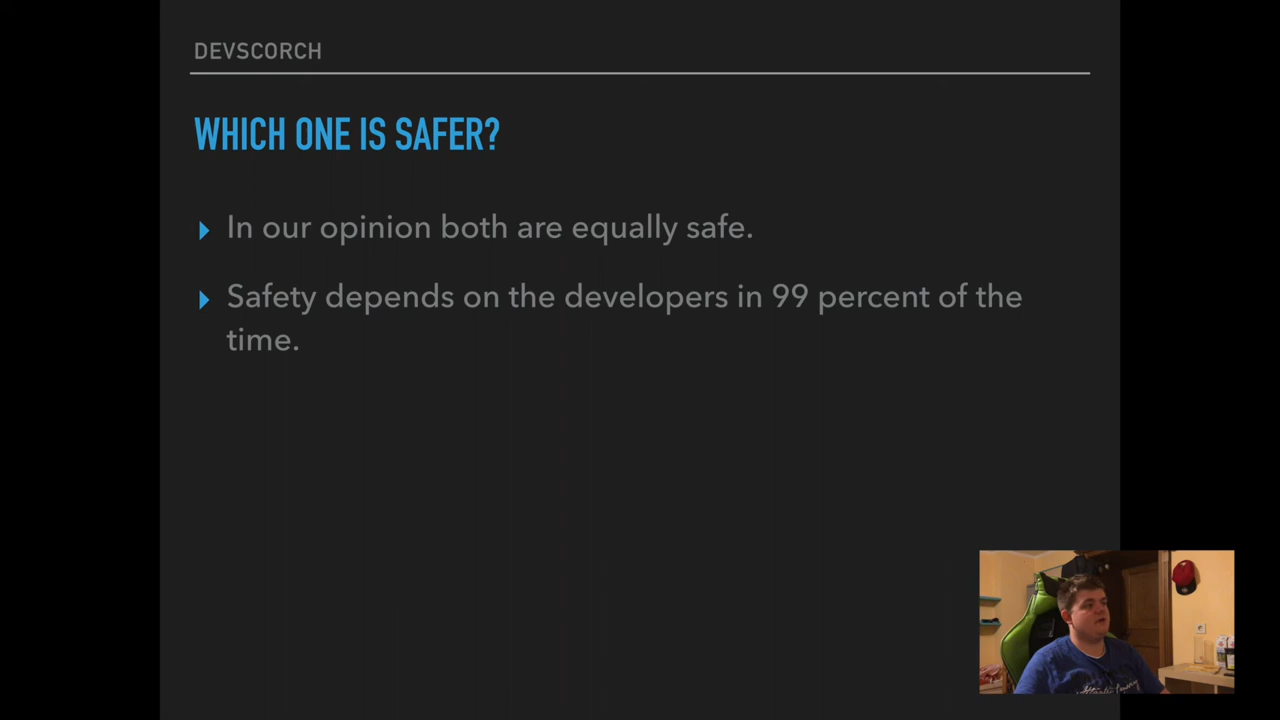 DEVSCORCH
WHICH ONE IS SAFER?
In our opinion both are equally safe.
Safety depends on the developers in 99 percent of the
time.